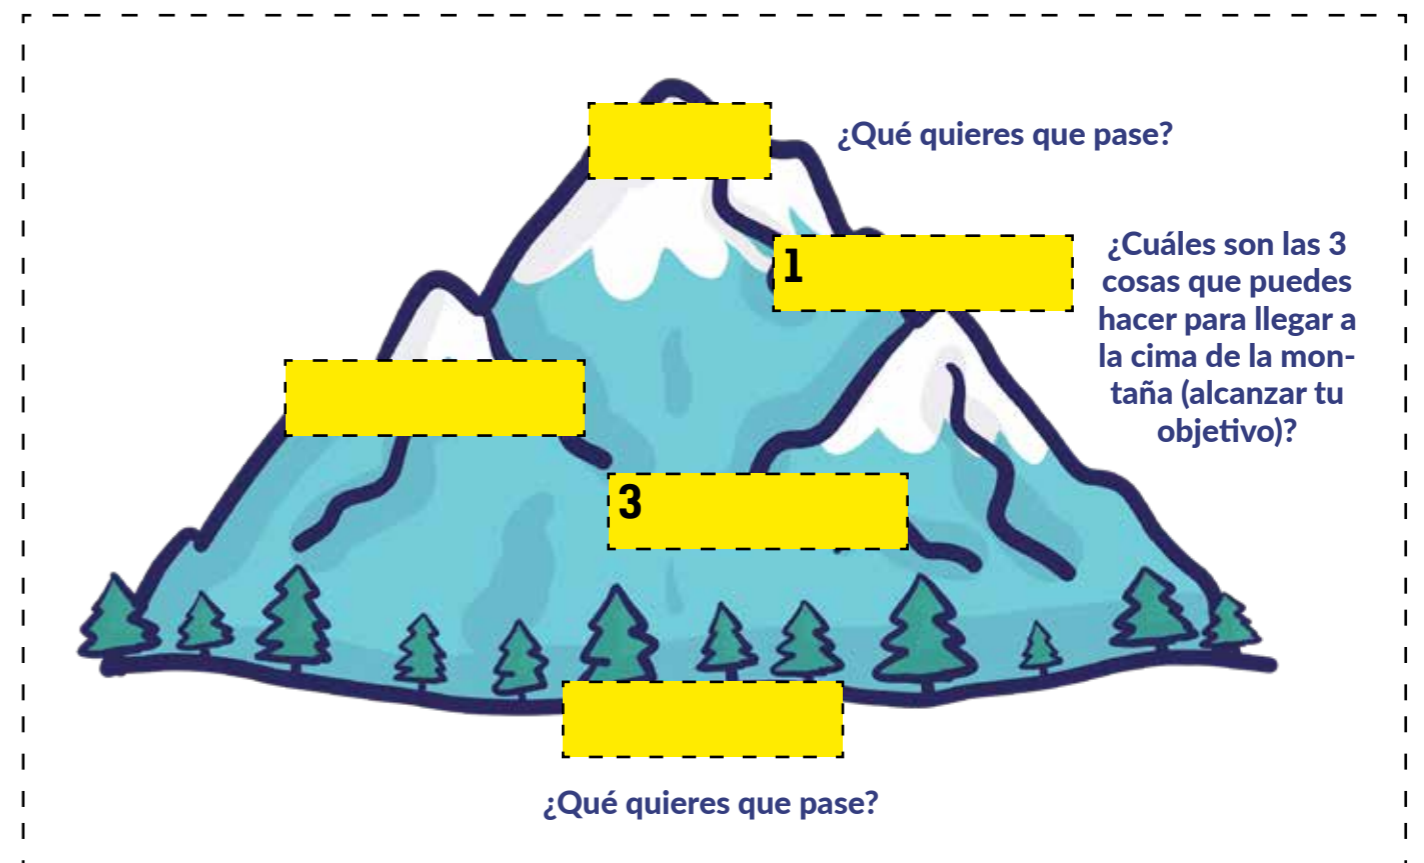 ¿Qué quieres que pase?
1
¿Cuáles son las 3
cosas que puedes
hacer para llegar a
la cima de la mon-
taña (alcanzar tu
objetivo)?
3
¿Qué quieres que pase?